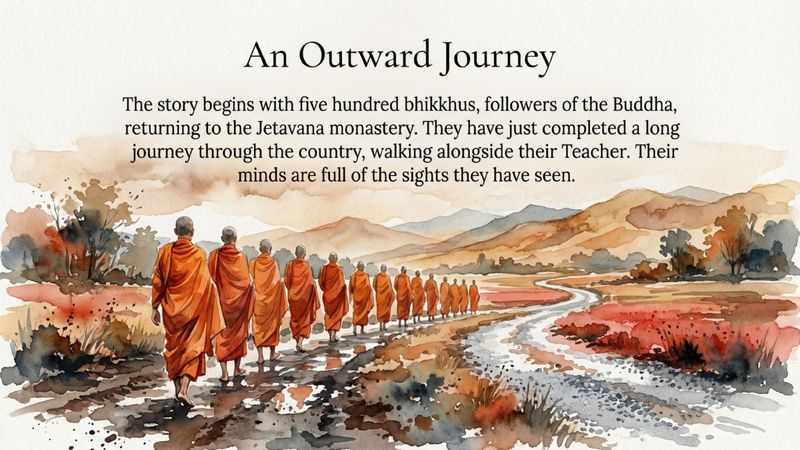 An Outward Journey
The story begins with five hundred bhikkhus, followers of the Buddha,
returning to the Jetavana monastery. They have just completed a long
journey through the country, walking alongside their Teacher. Their
minds are full of the sights they have seen.